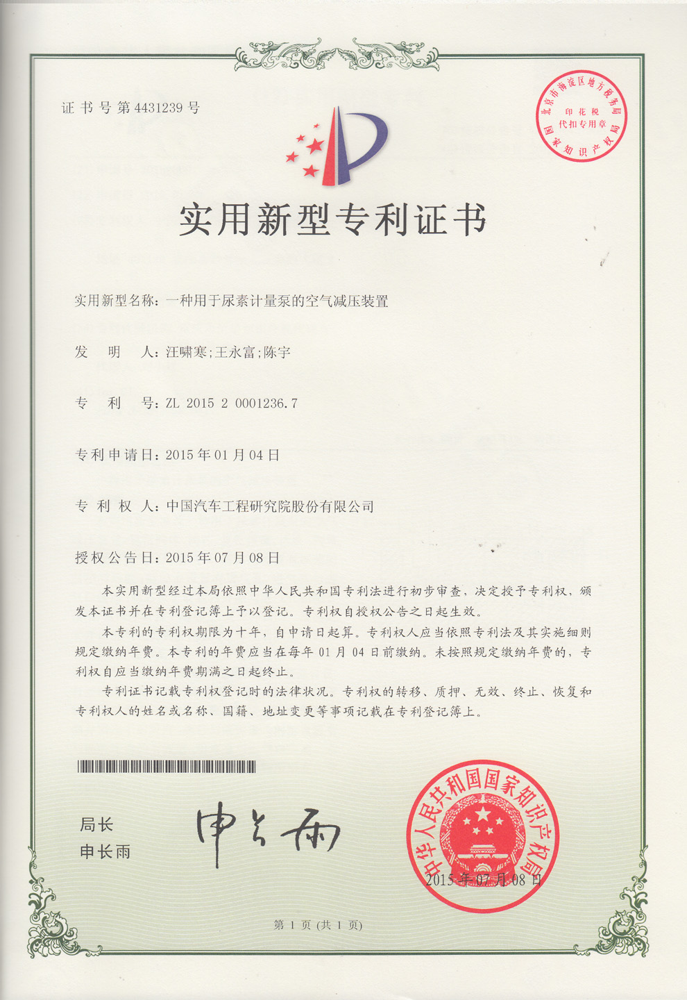 证书号第4431239号
北京市海淀区地方税务局
印花税
代扣专用章
国家知识产权局
实用新型专利证书
实用新型名称：一种用于尿素计量泵的空气减压装置
发明人：汪啸寒;王永富;陈宇
专利号：ZL 2015 2 0001236.7
专利申请日：2015年01月04日
专利权人：中国汽车工程研究院股份有限公司
授权公告日：2015年07月08日
本实用新型经过本局依照中华人民共和国专利法进行初步审查，决定授予专利权，颁
发本证书并在专利登记簿上予以登记。专利权自授权公告之日起生效。
本专利的专利权期限为十年，自申请日起算。专利权人应当依照专利法及其实施细则
规定缴纳年费。本专利的年费应当在每年01月04日前缴纳。未按照规定缴纳年费的，专
利权自应当缴纳年费期满之日起终止。
专利证书记载专利权登记时的法律状况。专利权的转移、质押、无效、终止、恢复和
专利权人的姓名或名称、国籍、地址变更等事项记载在专利登记簿上。
局长
申长雨
申长雨
中华人民共和国国家知识产权局
2015年07月08日
第1页(共1页)